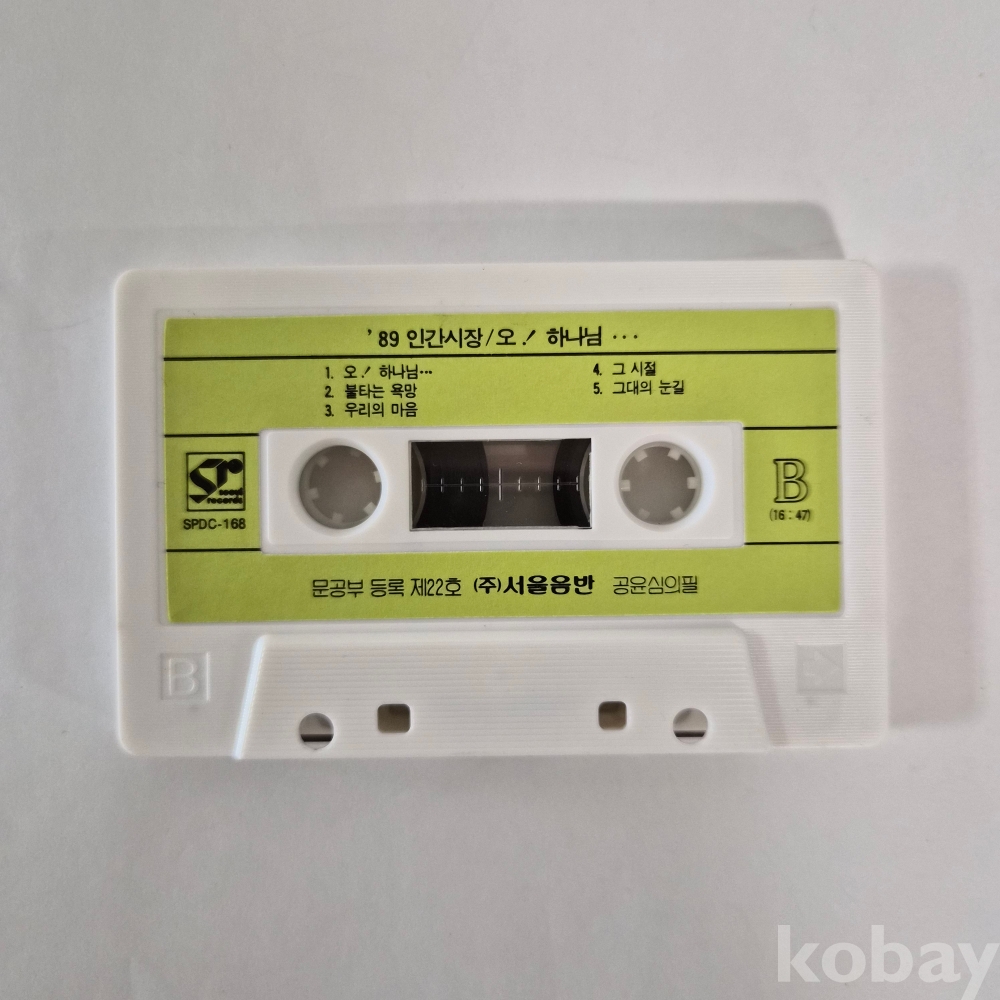 '89 인간시장/오! 하나님 ···
1. 오! 하나님···
2. 불타는 욕망
3. 우리의 마음
4. 그 시절
5. 그대의 눈길
seoul
records
SPDC-168
B
(16:47)
문공부 등록 제22호 (주)서울음반 공윤심의필
B
kobay